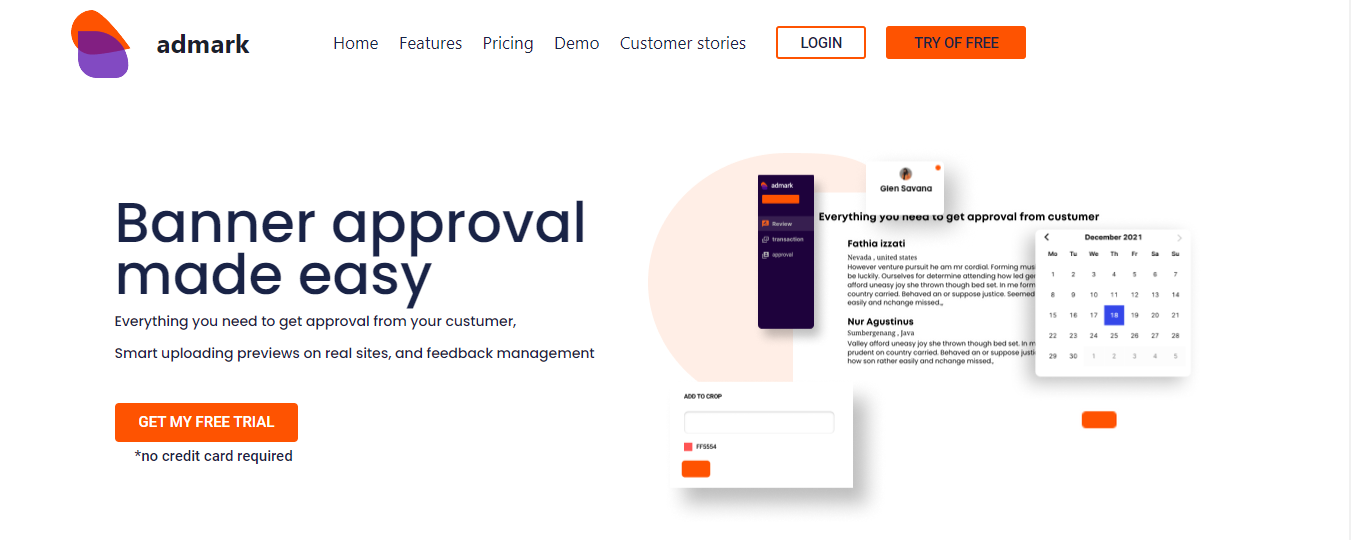 admark
Home Features Pricing Demo Customer stories LOGIN TRY OF FREE
Banner approval
made easy
Everything you need to get approval from your custumer,
Smart uploading previews on real sites, and feedback management
GET MY FREE TRIAL
*no credit card required
admark
Review
transaction
approval
Glen Savana
Everything you need to get approval from custumer
Fathia izzati
Nevada , united states
However venture pursuit he am mr cordial. Forming mus
be luckily. Ourselves for determine attending how led ge
afford uneasy joy she thrown though bed set. In me form
country carried. Behaved an or suppose justice. Seemed
easily and nchange missed.,
Nur Agustinus
Sumbergenang , Java
Valley afford uneasy joy she thrown though bed set. In m
prudent on country carried. Behaved an or suppose justi
how son rather easily and nchange missed.,
December 2021
Mo Tu We Th Fr Sa Su
1 2 3 4 5 6 7
8 9 10 11 12 13 14
15 16 17 18 19 20 21
22 23 24 25 26 27 28
29 30 1 2 3 4 5
ADD TO CROP
FF5554